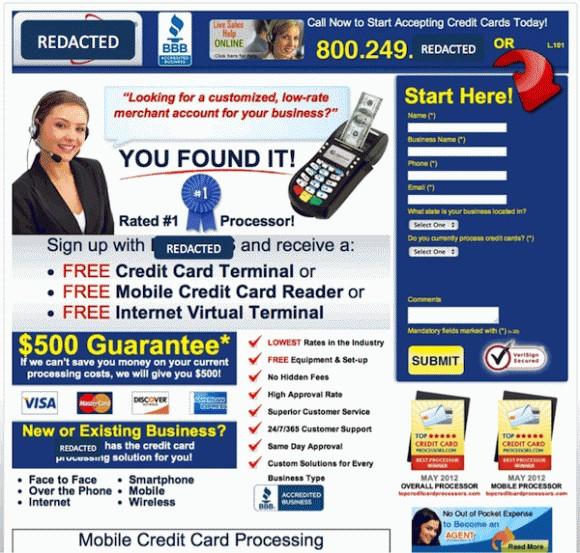 REDACTED
BBB
ACCREDITED BUSINESS
Live Sales Help
ONLINE
Click here for help
Call Now to Start Accepting Credit Cards Today!
800.249. REDACTED OR
L.101
"Looking for a customized, low-rate
merchant account for your business?"
YOU FOUND IT!
#1
Rated #1 Processor!
Sign up with REDACTED and receive a:
• FREE Credit Card Terminal or
• FREE Mobile Credit Card Reader or
• FREE Internet Virtual Terminal
Start Here!
Name (*)
Business Name (*)
Phone (*)
Email (*)
What state is your business located in?
Select One
Do you currently process credit cards? (*)
Select One
Comments
Mandatory fields marked with (*)
SUBMIT
VeriSign
Secured
$500 Guarantee*
If we can't save you money on your current
processing costs, we will give you $500!
VISA MasterCard DISCOVER
New or Existing Business?
REDACTED has the credit card
processing solution for you!
• Face to Face
• Over the Phone
• Internet
• Smartphone
• Mobile
• Wireless
LOWEST Rates in the Industry
FREE Equipment & Set-up
No Hidden Fees
High Approval Rate
Superior Customer Service
24/7/365 Customer Support
Same Day Approval
Custom Solutions for Every
Business Type
BBB
ACCREDITED
BUSINESS
TOP
CREDIT CARD
PROCESSORS.COM
BEST PROCESSOR
WINNER
MAY 2012
OVERALL PROCESSOR
topcreditcardprocessors.com
TOP
CREDIT CARD
PROCESSORS.COM
BEST PROCESSOR
WINNER
MAY 2012
MOBILE PROCESSOR
topcreditcardprocessors.com
No Out of Pocket Expense
to Become an
AGENT!
Read More
Mobile Credit Card Processing